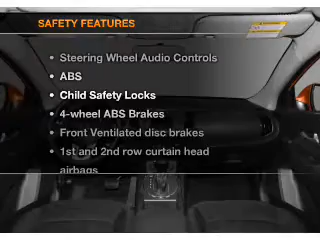 SAFETY FEATURES
• Steering Wheel Audio Controls
• ABS
• Child Safety Locks
• 4-wheel ABS Brakes
• Front Ventilated disc brakes
• 1st and 2nd row curtain head
airbags